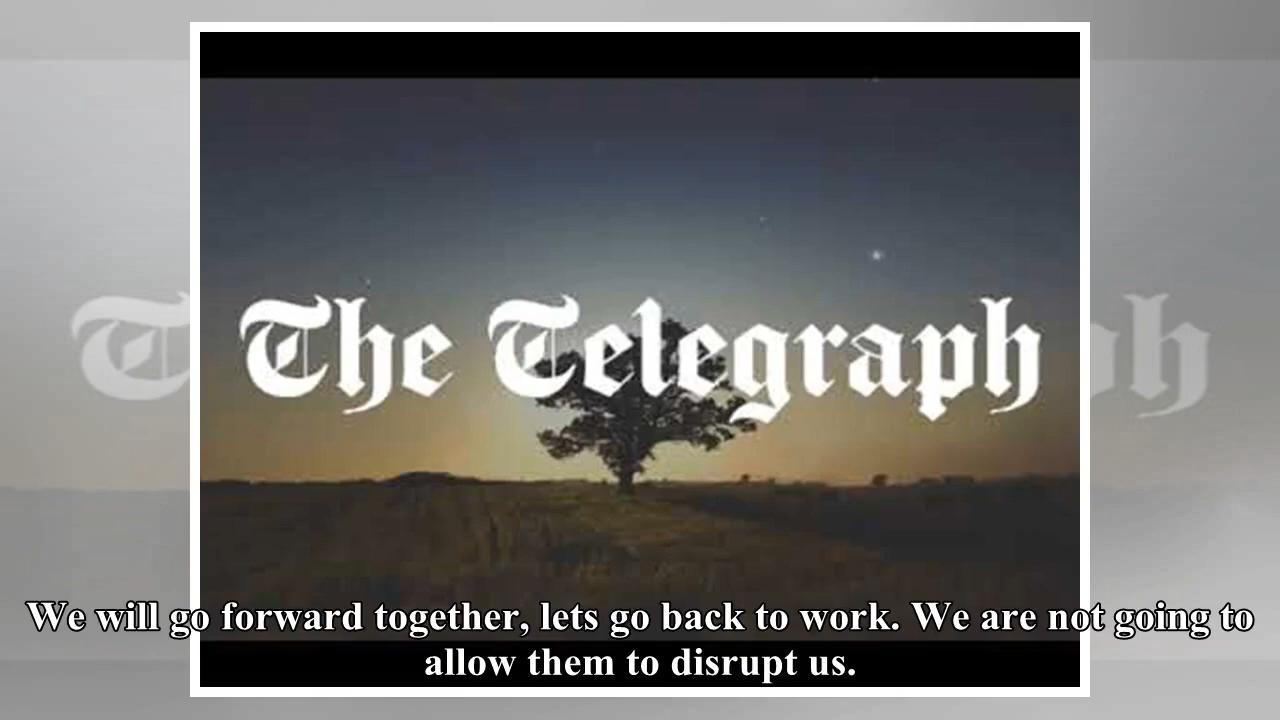 The Telegraph
We will go forward together, lets go back to work. We are not going to
allow them to disrupt us.